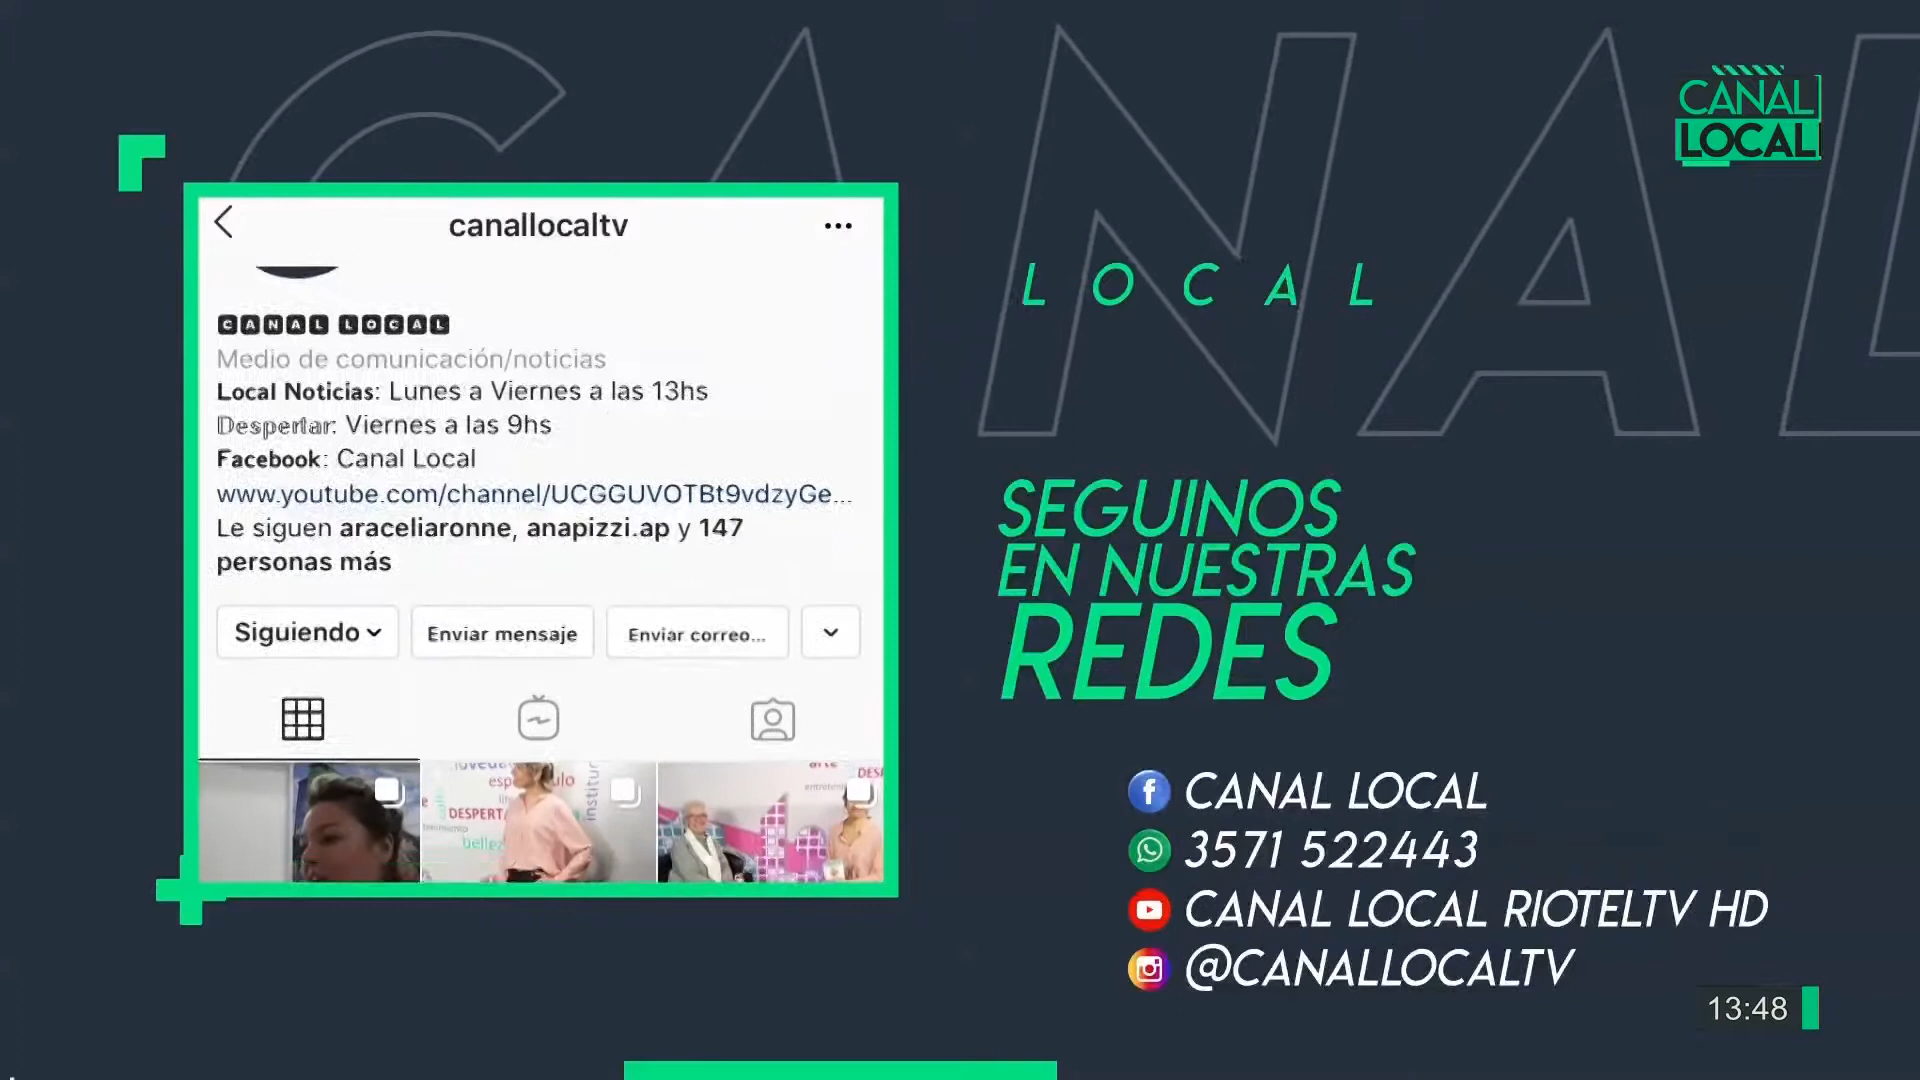 CANAL
CANAL
LOCAL
canallocaltv
LOCAL
CANAL LOCAL
Medio de comunicación/noticias
Local Noticias: Lunes a Viernes a las 13hs
Despertar: Viernes a las 9hs
Facebook: Canal Local
www.youtube.com/channel/UCGGUVOTBt9vdzyGe...
Le siguen araceliaronne, anapizzi.ap y 147
personas más
Siguiendo
Enviar mensaje
Enviar correo...
SEGUINOS
EN NUESTRAS
REDES
DESPERTA
CANAL LOCAL
3571 522443
CANAL LOCAL RIOTELTV HD
@CANALLOCALTV
13:48